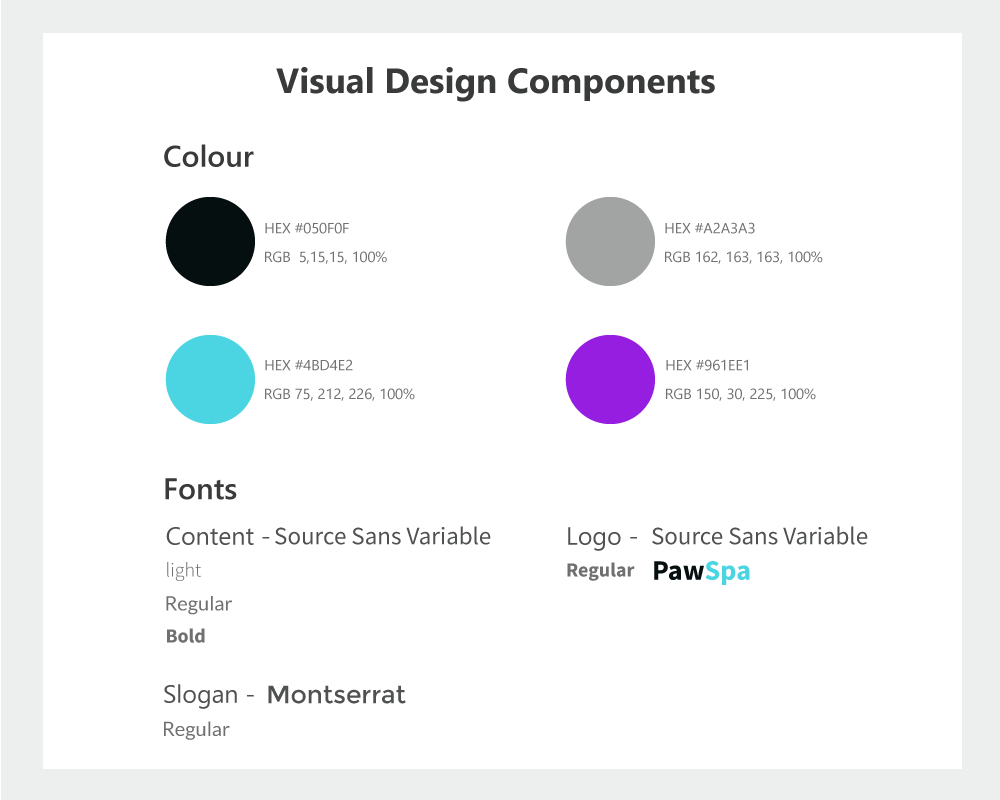 Visual Design Components
Colour
HEX #050F0F
RGB  5,15,15, 100%
HEX #A2A3A3
RGB 162, 163, 163, 100%
HEX #4BD4E2
RGB 75, 212, 226, 100%
HEX #961EE1
RGB 150, 30, 225, 100%
Fonts
Content - Source Sans Variable
light
Regular
Bold
Logo - Source Sans Variable
Regular PawSpa
Slogan - Montserrat
Regular